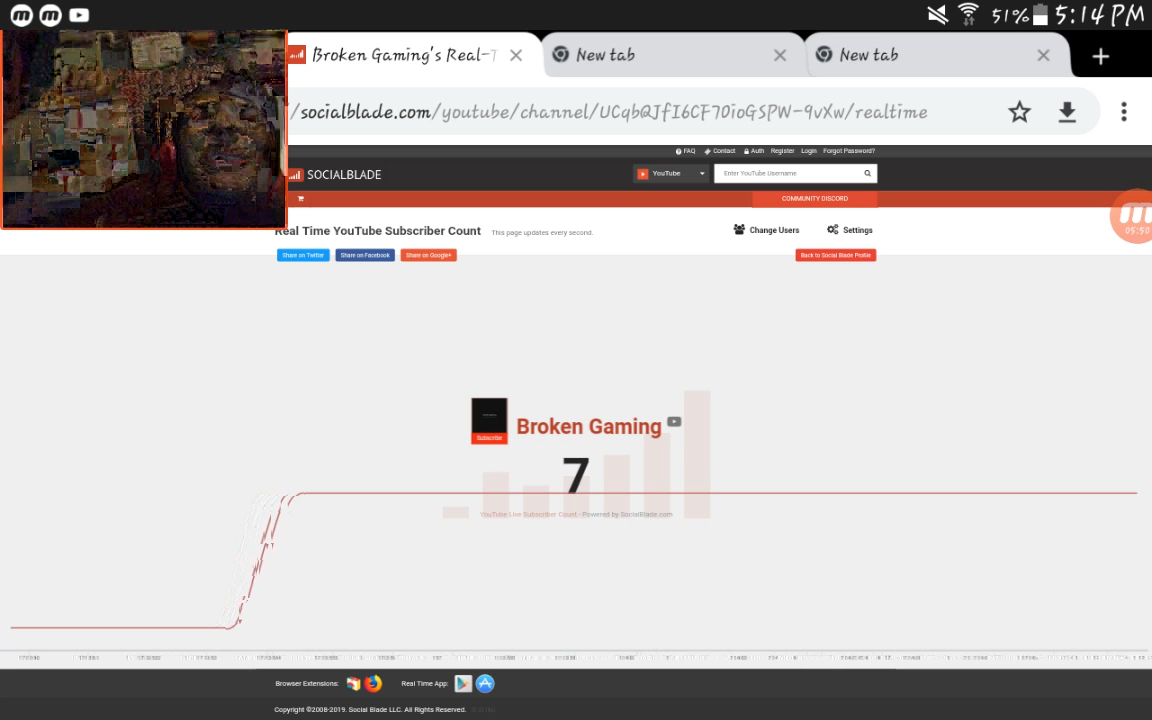 51% 5:14 PM
Broken Gaming's Real-T
New tab
New tab
/socialblade.com/youtube/channel/UCqbQJfI6CF7OioGSPW-9vXw/realtime
FAQ Contact Auth Register Login Forgot Password?
SOCIALBLADE
YouTube
Enter YouTube Username
COMMUNITY DISCORD
Real Time YouTube Subscriber Count This page updates every second.
Change Users Settings
Share on Twitter Share on Facebook Share on Google+
Back to Social Blade Profile
05:50
Broken Gaming
Subscribe
7
YouTube Live Subscriber Count - Powered by SocialBlade.com
Browser Extensions: Real Time App:
Copyright ©2008-2019. Social Blade LLC. All Rights Reserved.